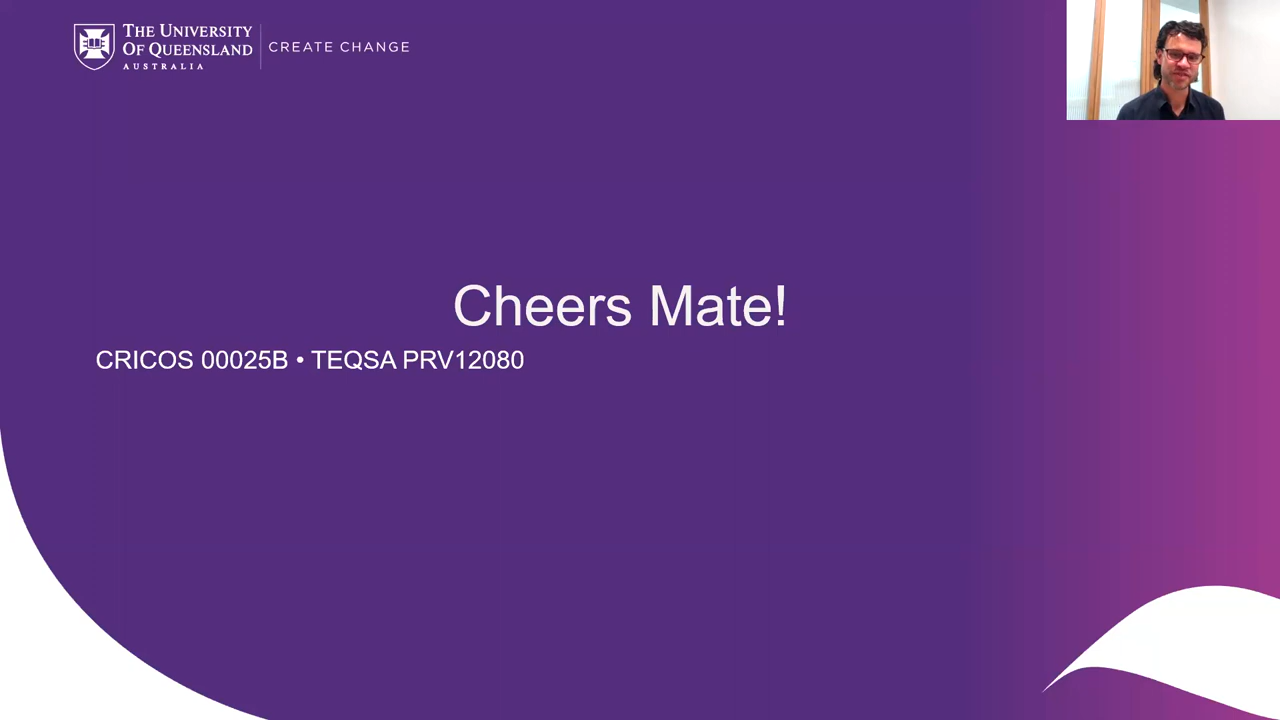 THE UNIVERSITY
OF QUEENSLAND
AUSTRALIA
CREATE CHANGE
Cheers Mate!
CRICOS 00025B • TEQSA PRV12080